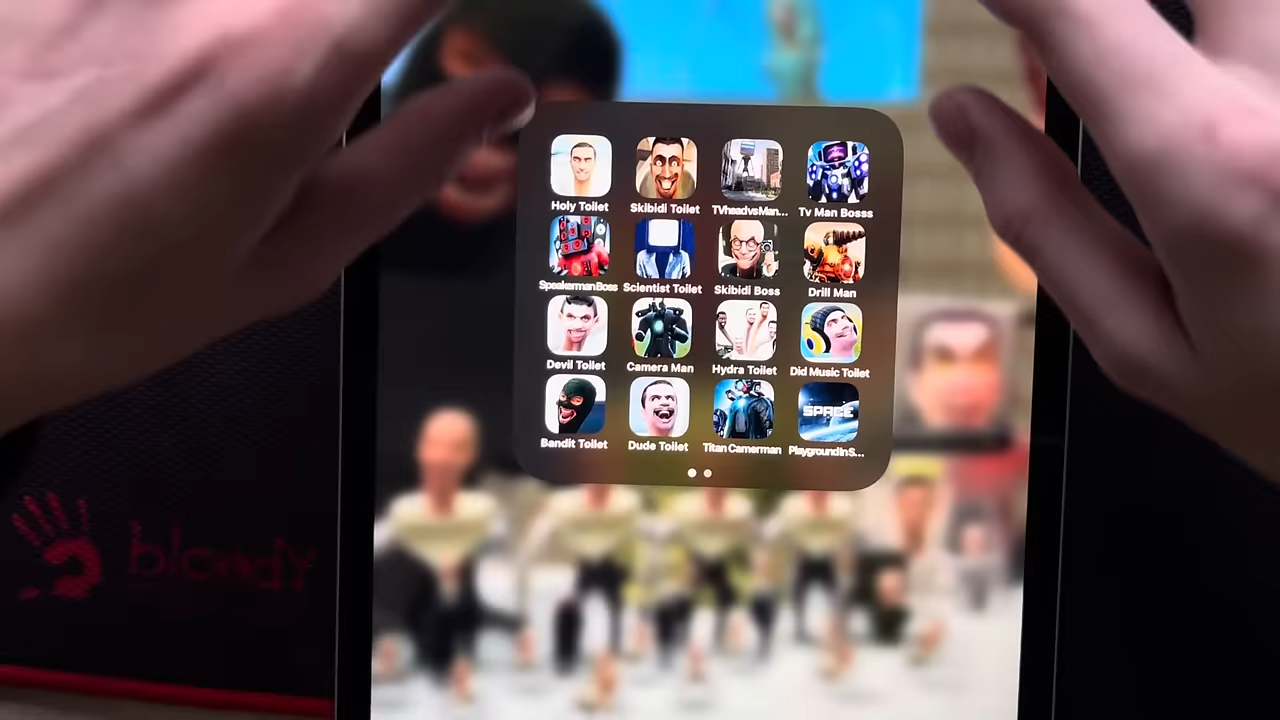 Holy Toilet
Skibidi Toilet
TVheadvsMan...
Tv Man Bosss
SpeakermanBoss
Scientist Toilet
Skibidi Boss
Drill Man
Devil Toilet
Camera Man
Hydra Toilet
Did Music Toilet
Bandit Toilet
Dude Toilet
Titan Camerman
SPACE
PlaygroundInS...
bloody